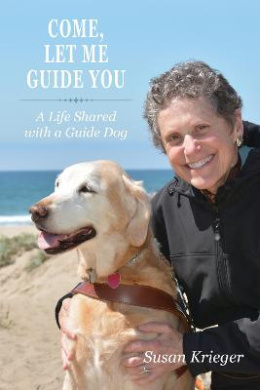 COME,
LET ME
GUIDE YOU
A Life Shared
with a Guide Dog
Susan Krieger